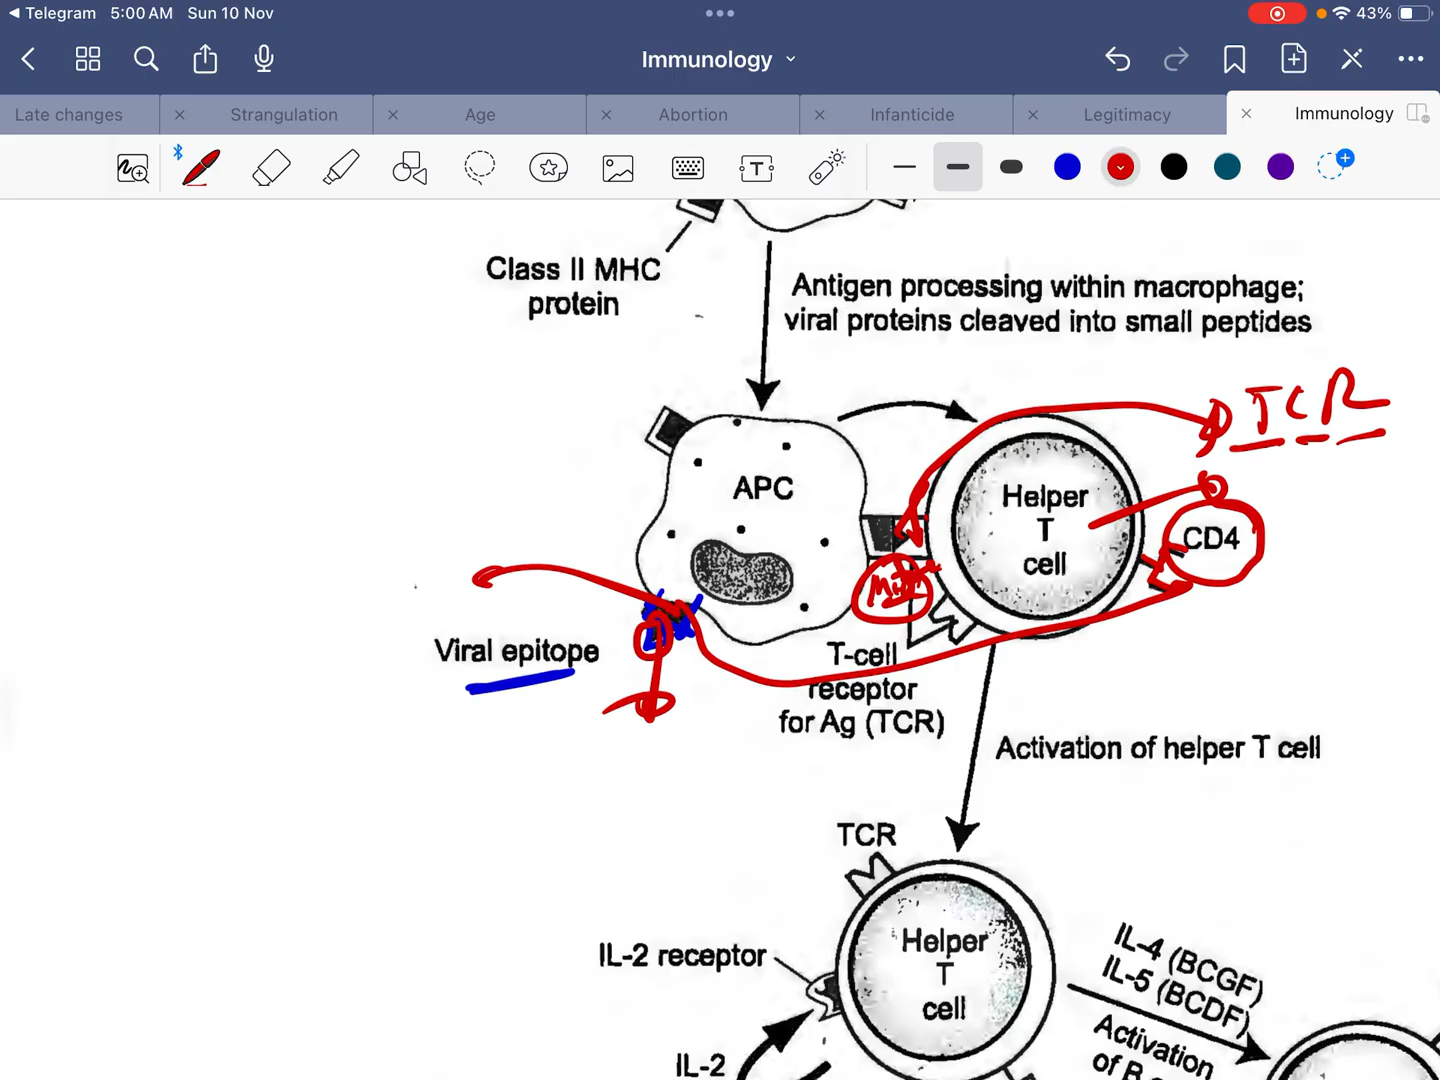 Telegram 5:00 AM Sun 10 Nov
43%
Immunology
Late changes
Strangulation
Age
Abortion
Infanticide
Legitimacy
Immunology
T
Class II MHC
protein
Antigen processing within macrophage;
viral proteins cleaved into small peptides
TCR
APC
Helper
T
cell
CD4
Viral epitope
T-cell
receptor
for Ag (TCR)
Activation of helper T cell
TCR
IL-2 receptor
Helper
T
cell
IL-4 (BCGF)
IL-5 (BCDF)
Activation
of B
IL-2